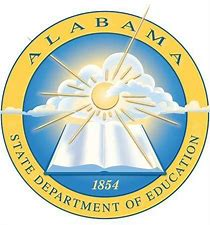 ALABAMA
1854
STATE DEPARTMENT OF EDUCATION